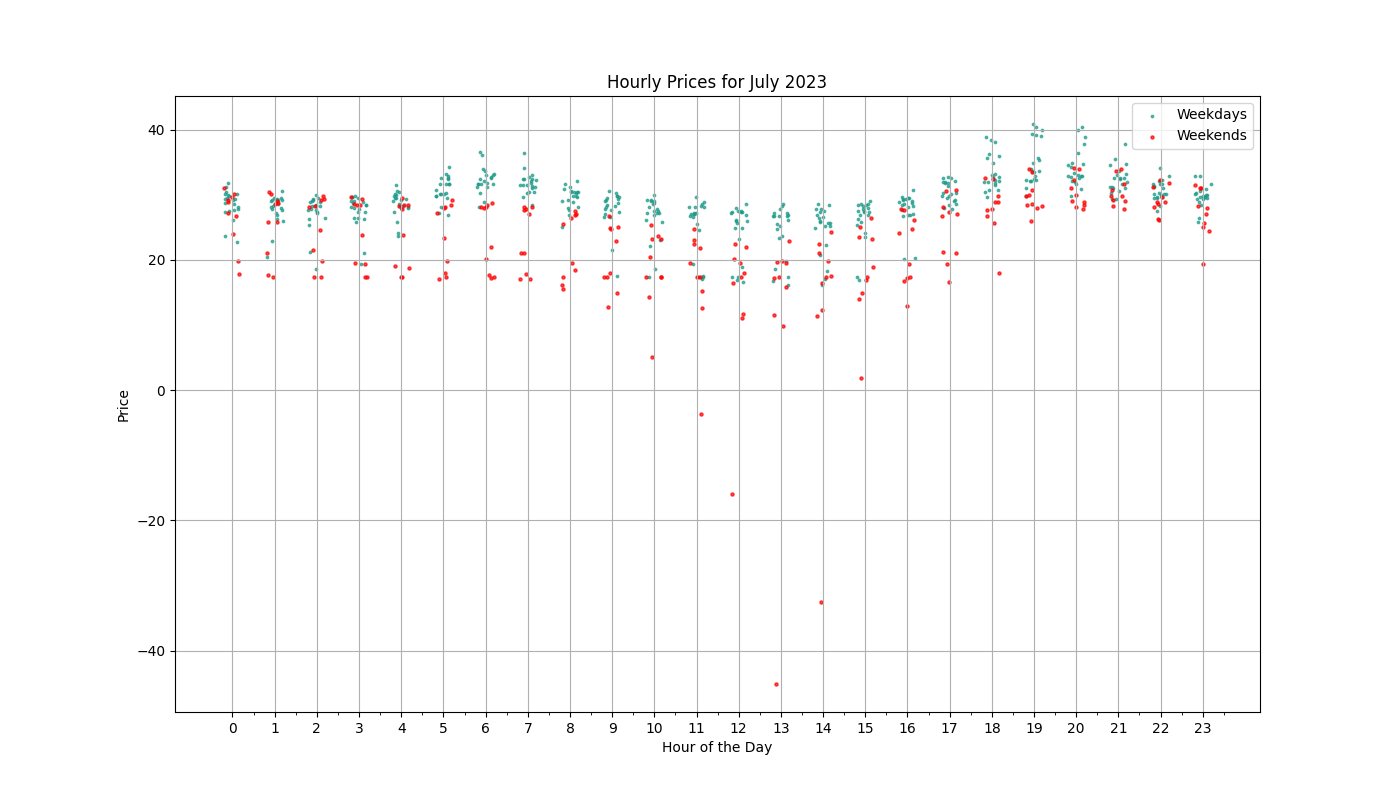 Hourly Prices for July 2023
Weekdays
Weekends
40
20
0
−20
−40
Price
0 1 2 3 4 5 6 7 8 9 10 11 12 13 14 15 16 17 18 19 20 21 22 23
Hour of the Day